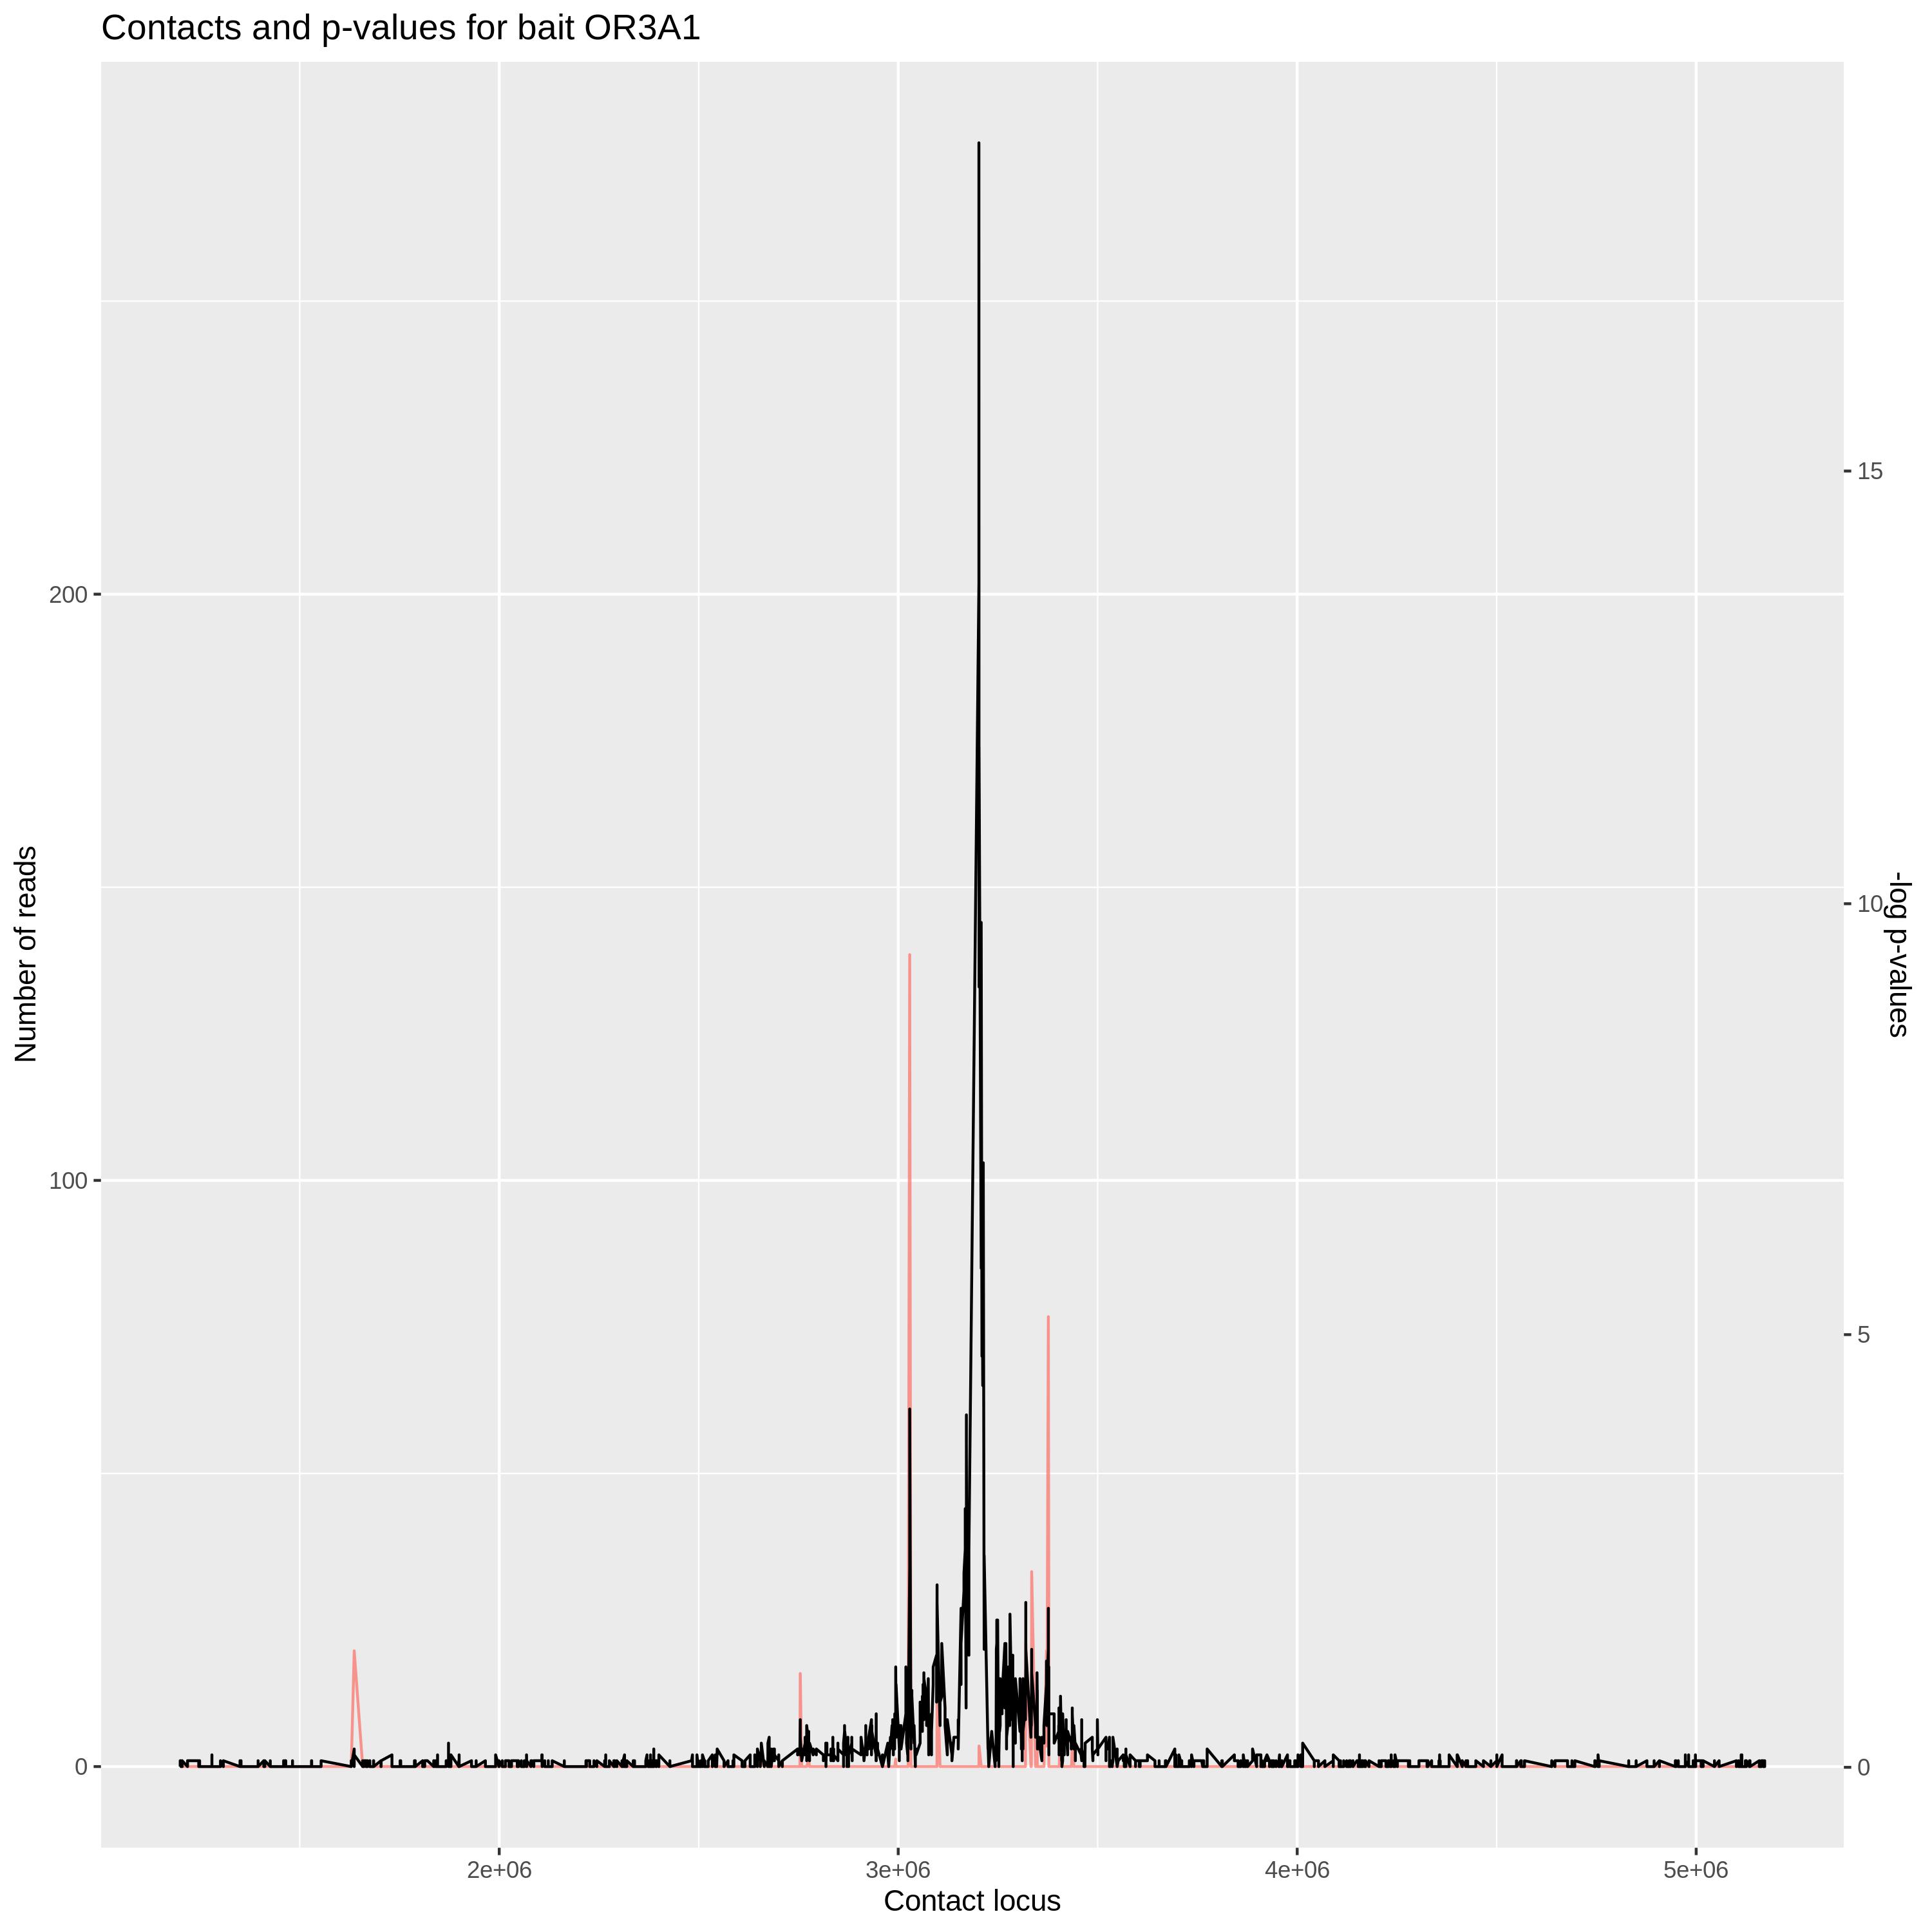 Contacts and p-values for bait OR3A1
Number of reads
200
100
0
15
10
5
0
-log p-values
2e+06
3e+06
4e+06
5e+06
Contact locus